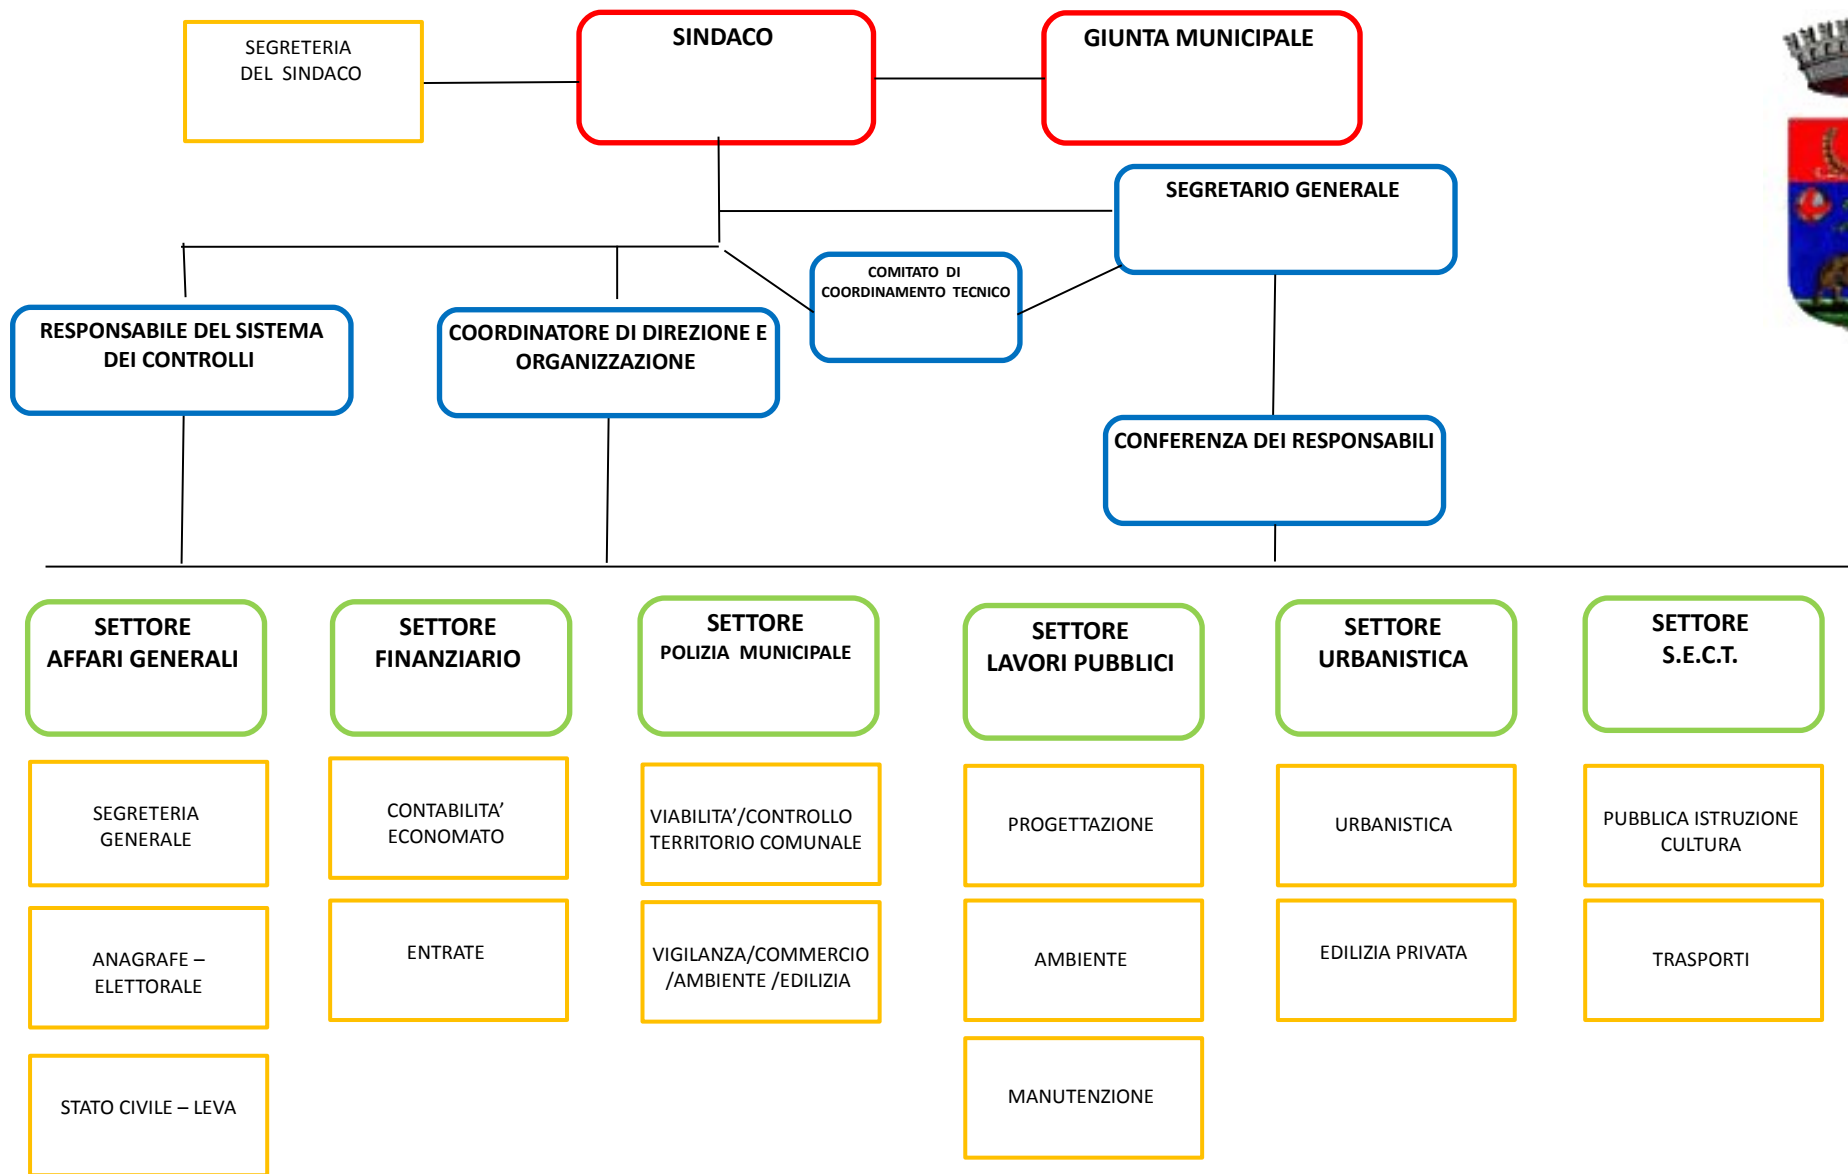 SEGRETERIA
DEL SINDACO
SINDACO
GIUNTA MUNICIPALE
SEGRETARIO GENERALE
COMITATO DI
COORDINAMENTO TECNICO
RESPONSABILE DEL SISTEMA
DEI CONTROLLI
COORDINATORE DI DIREZIONE E
ORGANIZZAZIONE
CONFERENZA DEI RESPONSABILI
SETTORE
AFFARI GENERALI
SETTORE
FINANZIARIO
SETTORE
POLIZIA MUNICIPALE
SETTORE
LAVORI PUBBLICI
SETTORE
URBANISTICA
SETTORE
S.E.C.T.
SEGRETERIA
GENERALE
CONTABILITA’
ECONOMATO
VIABILITA’/CONTROLLO
TERRITORIO COMUNALE
PROGETTAZIONE
URBANISTICA
PUBBLICA ISTRUZIONE
CULTURA
ANAGRAFE –
ELETTORALE
ENTRATE
VIGILANZA/COMMERCIO
/AMBIENTE /EDILIZIA
AMBIENTE
EDILIZIA PRIVATA
TRASPORTI
STATO CIVILE – LEVA
MANUTENZIONE